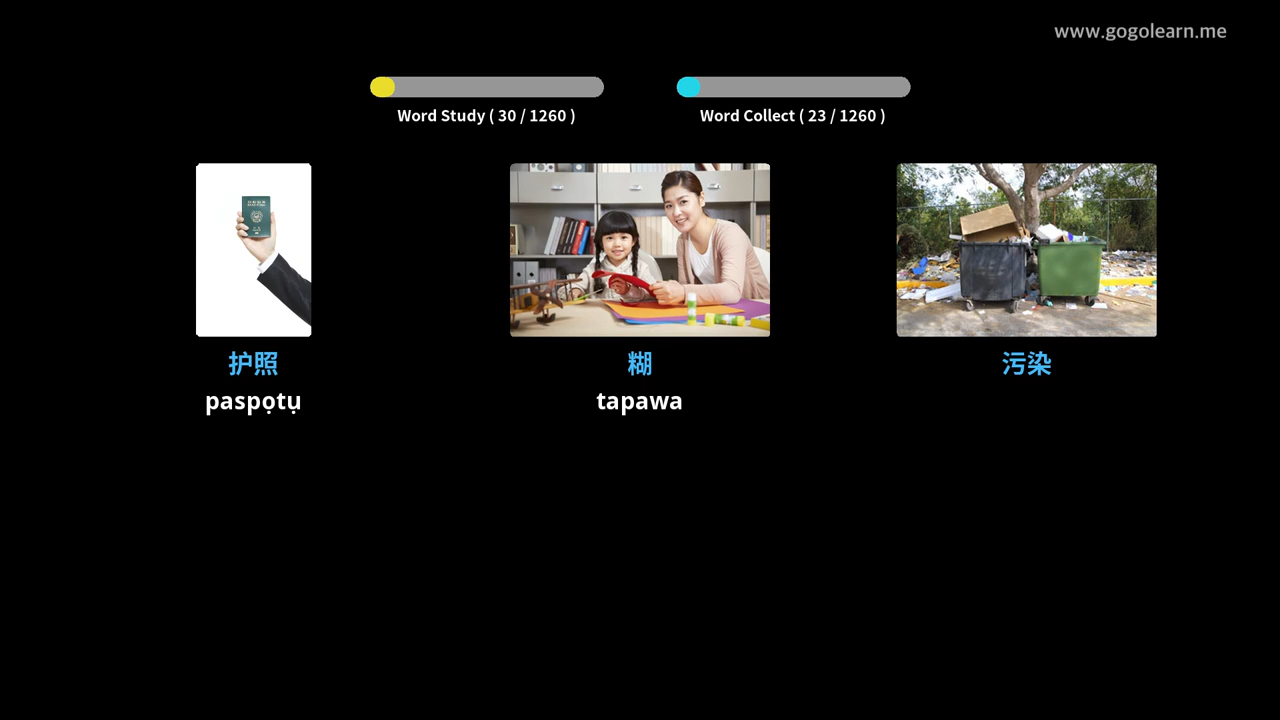 www.gogolearn.me
Word Study ( 30 / 1260 )
Word Collect ( 23 / 1260 )
护照
糊
污染
paspọtụ
tapawa